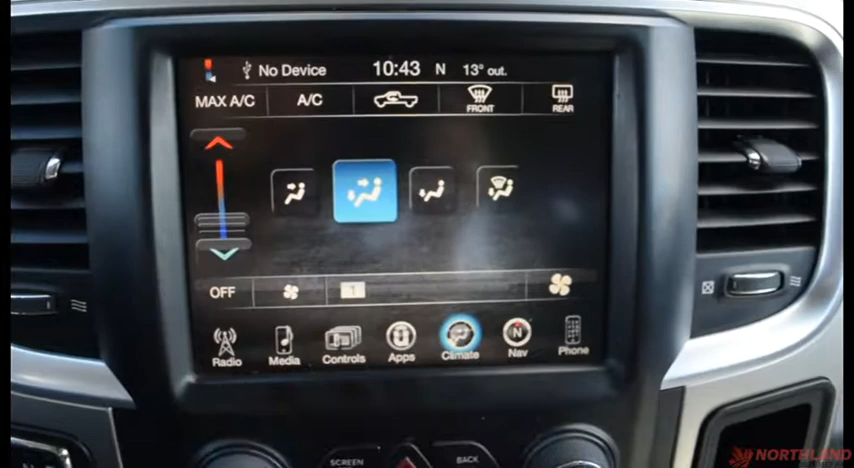 No Device 10:43 N 13° out.
MAX A/C A/C FRONT REAR
OFF 1
Radio Media Controls Apps Climate N Nav Phone
SCREEN BACK
NORTHLAND